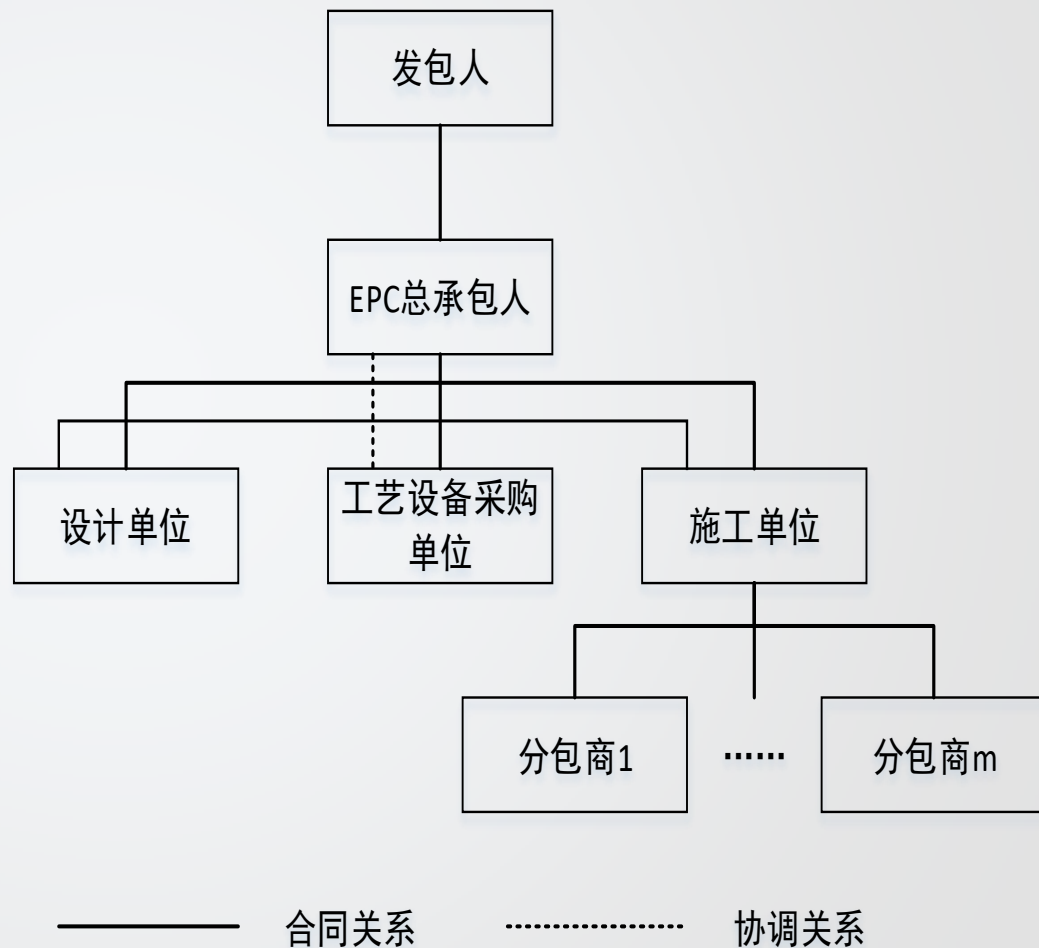 发包人
EPC总承包人
设计单位
工艺设备采购
单位
施工单位
分包商1
……
分包商m
合同关系
协调关系